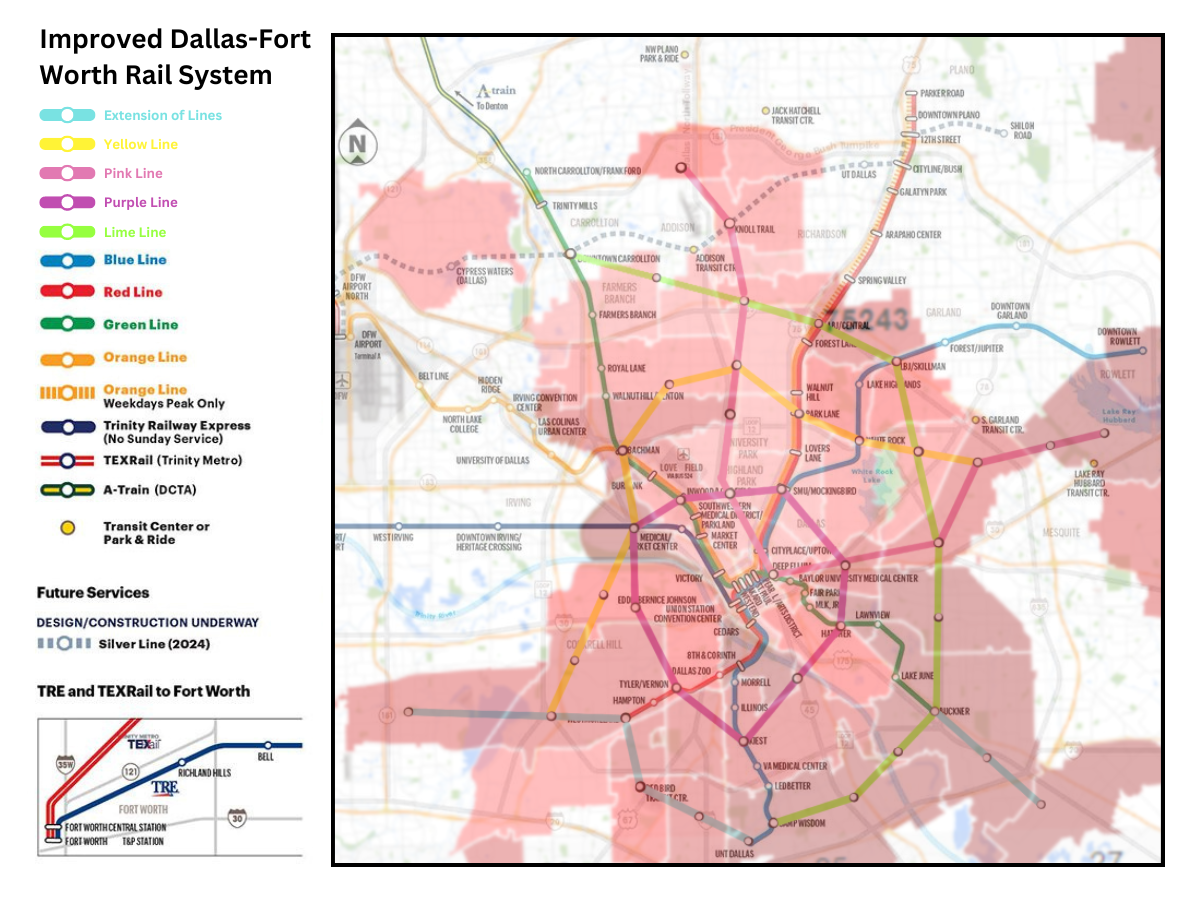 Improved Dallas-Fort
Worth Rail System
Extension of Lines
Yellow Line
Pink Line
Purple Line
Lime Line
Blue Line
Red Line
Green Line
Orange Line
Orange Line
Weekdays Peak Only
Trinity Railway Express
(No Sunday Service)
TEXRail (Trinity Metro)
A-Train (DCTA)
Transit Center or
Park & Ride
Future Services
DESIGN/CONSTRUCTION UNDERWAY
Silver Line (2024)
TRE and TEXRail to Fort Worth
TEXrail
35W
121
BELL
RICHLAND HILLS
TRE
FORT WORTH
30
FORT WORTH CENTRAL STATION
FORT WORTH T&P STATION
N
NW PLANO
PARK & RIDE
A train
To Denton
PLANO
PARKER ROAD
JACK HATCHELL
TRANSIT CTR.
DOWNTOWN PLANO
SHILOH
ROAD
12TH STREET
President George Bush Turnpike
NORTH CARROLLTON/FRANKFORD
UT DALLAS
CITYLINE/BUSH
GALATYN PARK
TRINITY MILLS
CARROLLTON
ADDISON
KNOLL TRAIL
RICHARDSON
ARAPAHO CENTER
DOWNTOWN CARROLLTON
ADDISON
TRANSIT CTR
CYPRESS WATERS
(DALLAS)
DFW
AIRPORT
NORTH
SPRING VALLEY
FARMERS
BRANCH
FARMERS BRANCH
75243
GARLAND
DOWNTOWN
GARLAND
LBJ/CENTRAL
FOREST LANE
DFW
AIRPORT
Terminal A
FOREST/JUPITER
DOWNTOWN
ROWLETT
ROWLETT
LBJ/SKILLMAN
ROYAL LANE
BELT LINE
HIDDEN
RIDGE
IRVING CONVENTION
CENTER
WALNUT HILL/DENTON
WALNUT
HILL
LAKE HIGHLANDS
NORTH LAKE
COLLEGE
LAS COLINAS
URBAN CENTER
PARK LANE
S. GARLAND
TRANSIT CTR.
Lake Ray
Hubbard
WHITE ROCK
UNIVERSITY OF DALLAS
BACHMAN
UNIVERSITY
PARK
LOVERS
LANE
LOVE FIELD
HIGHLAND
PARK
White Rock
Lake
LAKE RAY
HUBBARD
TRANSIT CTR.
BURBANK
INWOOD
SMU/MOCKINGBIRD
IRVING
SOUTHWESTERN
MEDICAL DISTRICT/
PARKLAND
DALLAS
MESQUITE
WEST IRVING
DOWNTOWN IRVING/
HERITAGE CROSSING
MEDICAL/
MARKET CENTER
MARKET
CENTER
CITYPLACE/UPTOWN
DEEP ELLUM
VICTORY
BAYLOR UNIVERSITY MEDICAL CENTER
FAIR PARK
MLK, JR
EDDIE BERNICE JOHNSON
UNION STATION
CONVENTION CENTER
Trinity River
LAWNVIEW
CEDARS
HATCHER
COCKRELL HILL
8TH & CORINTH
DALLAS ZOO
LAKE JUNE
TYLER/VERNON
MORRELL
HAMPTON
ILLINOIS
WESTMORELAND
BUCKNER
KIEST
VA MEDICAL CENTER
LEDBETTER
RED BIRD
TRANSIT CTR.
CAMP WISDOM
UNT DALLAS